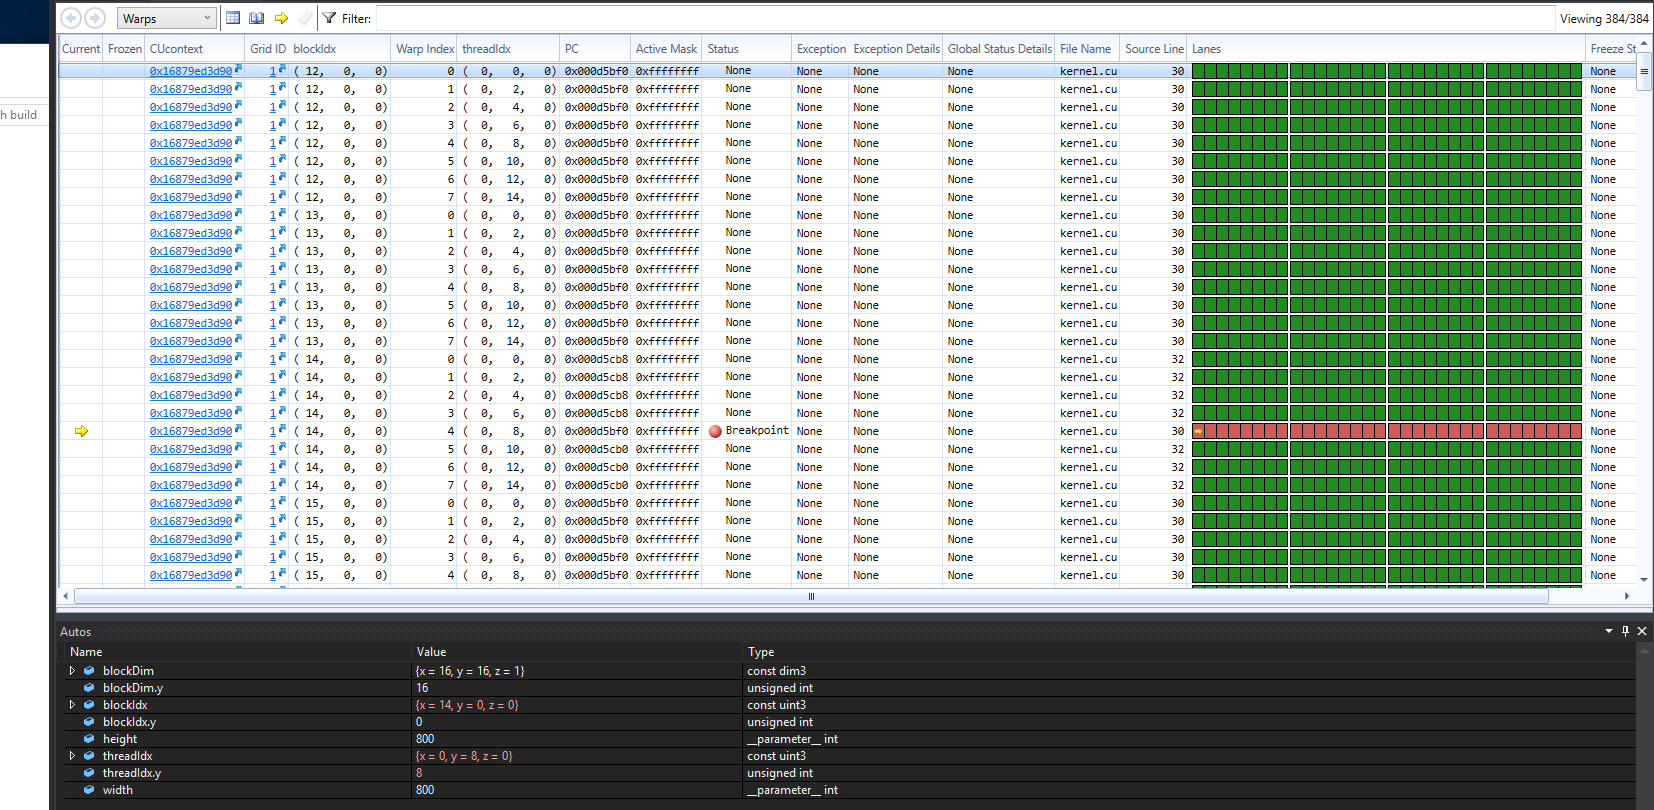 Warps Filter: Viewing 384/384
Current Frozen CUcontext Grid ID blockIdx Warp Index threadIdx PC Active Mask Status Exception Exception Details Global Status Details File Name Source Line Lanes Freeze St
0x16879ed3d90 1 ( 12, 0, 0) 0 ( 0, 0, 0) 0x000d5bf0 0xffffffff None None None None kernel.cu 30 None
0x16879ed3d90 1 ( 12, 0, 0) 1 ( 0, 2, 0) 0x000d5bf0 0xffffffff None None None None kernel.cu 30 None
h build
0x16879ed3d90 1 ( 12, 0, 0) 2 ( 0, 4, 0) 0x000d5bf0 0xffffffff None None None None kernel.cu 30 None
0x16879ed3d90 1 ( 12, 0, 0) 3 ( 0, 6, 0) 0x000d5bf0 0xffffffff None None None None kernel.cu 30 None
0x16879ed3d90 1 ( 12, 0, 0) 4 ( 0, 8, 0) 0x000d5bf0 0xffffffff None None None None kernel.cu 30 None
0x16879ed3d90 1 ( 12, 0, 0) 5 ( 0, 10, 0) 0x000d5bf0 0xffffffff None None None None kernel.cu 30 None
0x16879ed3d90 1 ( 12, 0, 0) 6 ( 0, 12, 0) 0x000d5bf0 0xffffffff None None None None kernel.cu 30 None
0x16879ed3d90 1 ( 12, 0, 0) 7 ( 0, 14, 0) 0x000d5bf0 0xffffffff None None None None kernel.cu 30 None
0x16879ed3d90 1 ( 13, 0, 0) 0 ( 0, 0, 0) 0x000d5bf0 0xffffffff None None None None kernel.cu 30 None
0x16879ed3d90 1 ( 13, 0, 0) 1 ( 0, 2, 0) 0x000d5bf0 0xffffffff None None None None kernel.cu 30 None
0x16879ed3d90 1 ( 13, 0, 0) 2 ( 0, 4, 0) 0x000d5bf0 0xffffffff None None None None kernel.cu 30 None
0x16879ed3d90 1 ( 13, 0, 0) 3 ( 0, 6, 0) 0x000d5bf0 0xffffffff None None None None kernel.cu 30 None
0x16879ed3d90 1 ( 13, 0, 0) 4 ( 0, 8, 0) 0x000d5bf0 0xffffffff None None None None kernel.cu 30 None
0x16879ed3d90 1 ( 13, 0, 0) 5 ( 0, 10, 0) 0x000d5bf0 0xffffffff None None None None kernel.cu 30 None
0x16879ed3d90 1 ( 13, 0, 0) 6 ( 0, 12, 0) 0x000d5bf0 0xffffffff None None None None kernel.cu 30 None
0x16879ed3d90 1 ( 13, 0, 0) 7 ( 0, 14, 0) 0x000d5bf0 0xffffffff None None None None kernel.cu 30 None
0x16879ed3d90 1 ( 14, 0, 0) 0 ( 0, 0, 0) 0x000d5cb8 0xffffffff None None None None kernel.cu 32 None
0x16879ed3d90 1 ( 14, 0, 0) 1 ( 0, 2, 0) 0x000d5cb8 0xffffffff None None None None kernel.cu 32 None
0x16879ed3d90 1 ( 14, 0, 0) 2 ( 0, 4, 0) 0x000d5cb8 0xffffffff None None None None kernel.cu 32 None
0x16879ed3d90 1 ( 14, 0, 0) 3 ( 0, 6, 0) 0x000d5cb8 0xffffffff None None None None kernel.cu 32 None
0x16879ed3d90 1 ( 14, 0, 0) 4 ( 0, 8, 0) 0x000d5bf0 0xffffffff Breakpoint None None None kernel.cu 30 None
0x16879ed3d90 1 ( 14, 0, 0) 5 ( 0, 10, 0) 0x000d5cb0 0xffffffff None None None None kernel.cu 32 None
0x16879ed3d90 1 ( 14, 0, 0) 6 ( 0, 12, 0) 0x000d5cb0 0xffffffff None None None None kernel.cu 32 None
0x16879ed3d90 1 ( 14, 0, 0) 7 ( 0, 14, 0) 0x000d5cb0 0xffffffff None None None None kernel.cu 32 None
0x16879ed3d90 1 ( 15, 0, 0) 0 ( 0, 0, 0) 0x000d5bf0 0xffffffff None None None None kernel.cu 30 None
0x16879ed3d90 1 ( 15, 0, 0) 1 ( 0, 2, 0) 0x000d5bf0 0xffffffff None None None None kernel.cu 30 None
0x16879ed3d90 1 ( 15, 0, 0) 2 ( 0, 4, 0) 0x000d5bf0 0xffffffff None None None None kernel.cu 30 None
0x16879ed3d90 1 ( 15, 0, 0) 3 ( 0, 6, 0) 0x000d5bf0 0xffffffff None None None None kernel.cu 30 None
0x16879ed3d90 1 ( 15, 0, 0) 4 ( 0, 8, 0) 0x000d5bf0 0xffffffff None None None None kernel.cu 30 None
Autos
Name Value Type
blockDim {x = 16, y = 16, z = 1} const dim3
blockDim.y 16 unsigned int
blockIdx {x = 14, y = 0, z = 0} const uint3
blockIdx.y 0 unsigned int
height 800 __parameter__ int
threadIdx {x = 0, y = 8, z = 0} const uint3
threadIdx.y 8 unsigned int
width 800 __parameter__ int